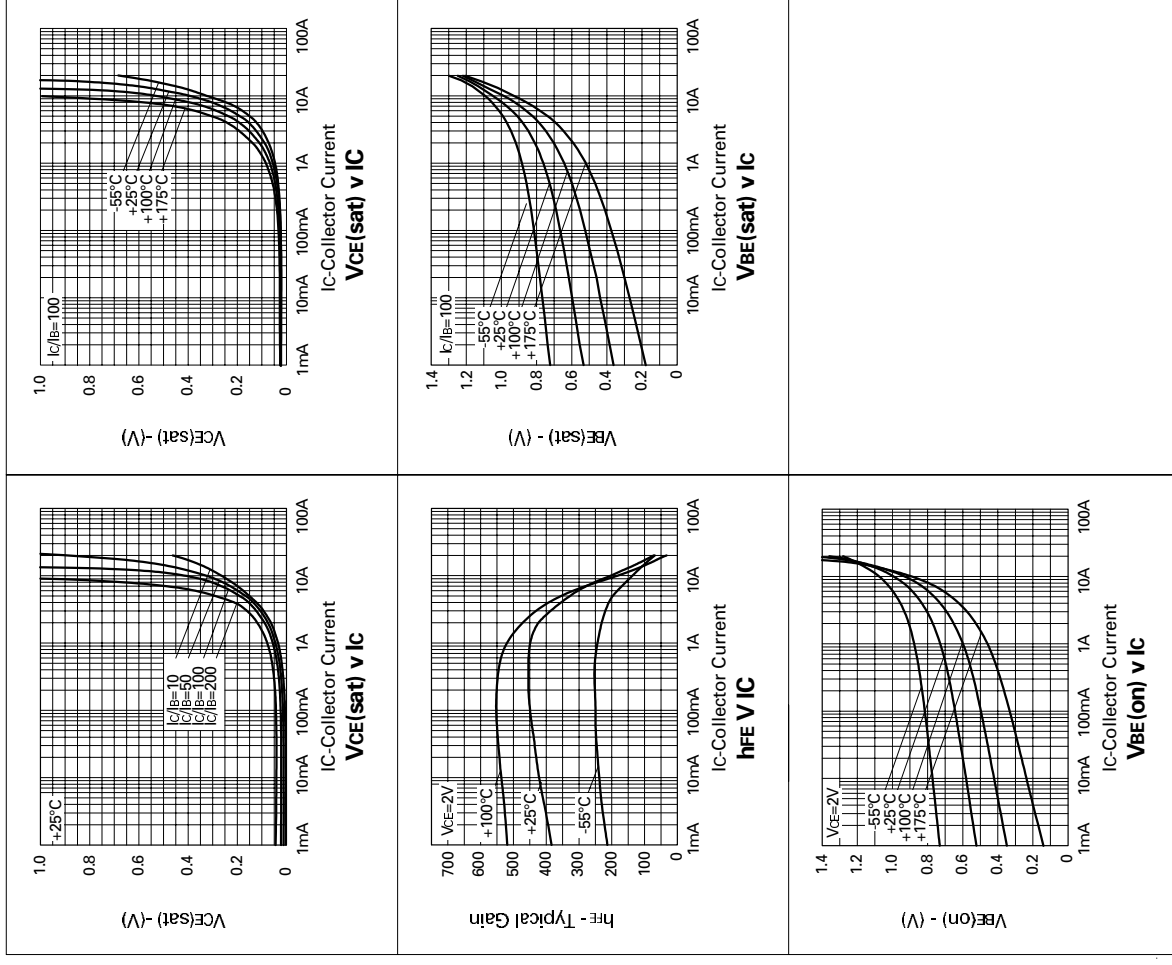 +25°C
IC/IB=10
IC/IB=50
IC/IB=100
IC/IB=200
1.0
0.8
0.6
0.4
0.2
0
VCE(sat) - (V)
1mA
10mA
100mA
1A
10A
100A
IC-Collector Current
VCE(sat) v IC
IC/IB=100
-55°C
+25°C
+100°C
+175°C
1.0
0.8
0.6
0.4
0.2
0
VCE(sat) - (V)
1mA
10mA
100mA
1A
10A
100A
IC-Collector Current
VCE(sat) v IC
VCE=2V
+100°C
+25°C
-55°C
700
600
500
400
300
200
100
0
hFE - Typical Gain
1mA
10mA
100mA
1A
10A
100A
IC-Collector Current
hFE V IC
IC/IB=100
-55°C
+25°C
+100°C
+175°C
1.4
1.2
1.0
0.8
0.6
0.4
0.2
0
VBE(sat) - (V)
1mA
10mA
100mA
1A
10A
100A
IC-Collector Current
VBE(sat) v IC
VCE=2V
-55°C
+25°C
+100°C
+175°C
1.4
1.2
1.0
0.8
0.6
0.4
0.2
0
VBE(on) - (V)
1mA
10mA
100mA
1A
10A
100A
IC-Collector Current
VBE(on) v IC